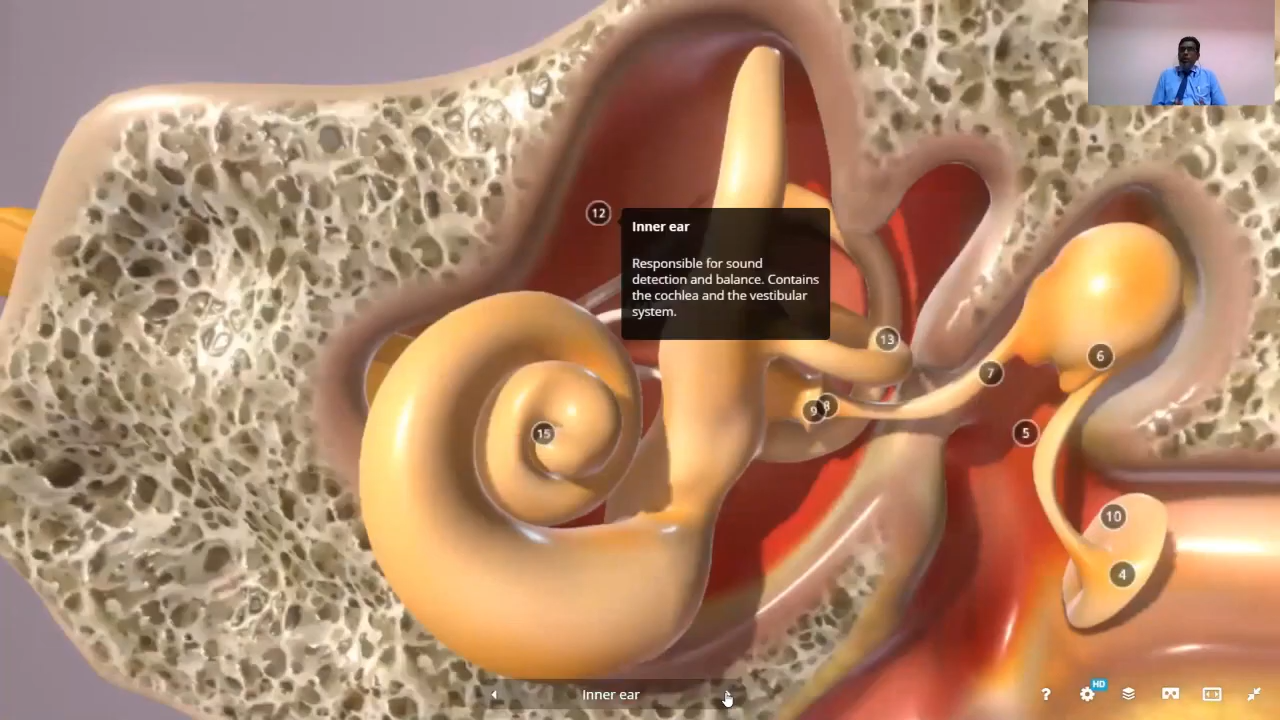 12
Inner ear
Responsible for sound
detection and balance. Contains
the cochlea and the vestibular
system.
13
7
6
9
8
15
5
10
4
Inner ear
?
HD